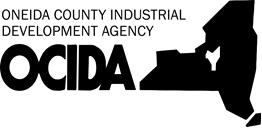 ONEIDA COUNTY INDUSTRIAL
DEVELOPMENT AGENCY
OCIDA